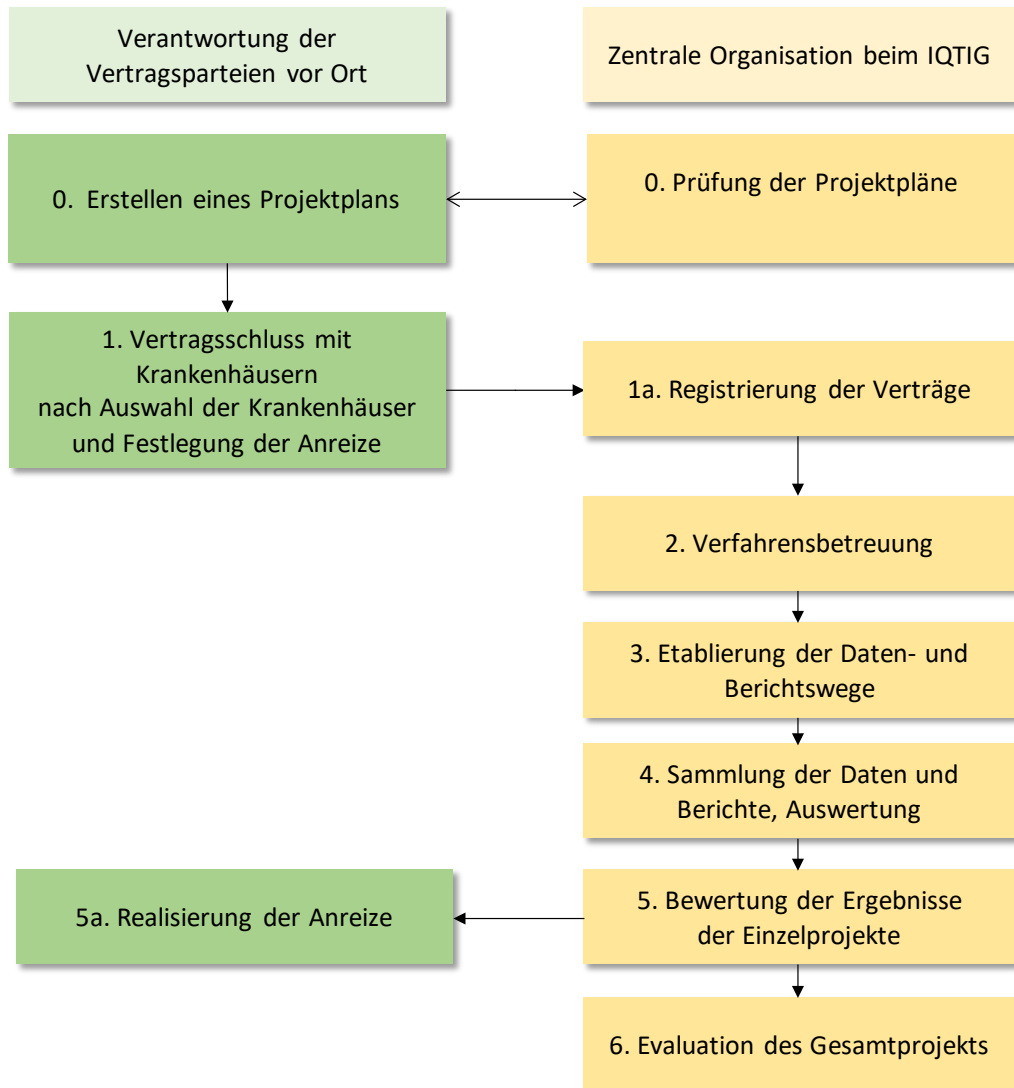 Verantwortung der
Vertragsparteien vor Ort
Zentrale Organisation beim IQTIG
0. Erstellen eines Projektplans
0. Prüfung der Projektpläne
1. Vertragsschluss mit
Krankenhäusern
nach Auswahl der Krankenhäuser
und Festlegung der Anreize
1a. Registrierung der Verträge
2. Verfahrensbetreuung
3. Etablierung der Daten- und
Berichtswege
4. Sammlung der Daten und
Berichte, Auswertung
5a. Realisierung der Anreize
5. Bewertung der Ergebnisse
der Einzelprojekte
6. Evaluation des Gesamtprojekts